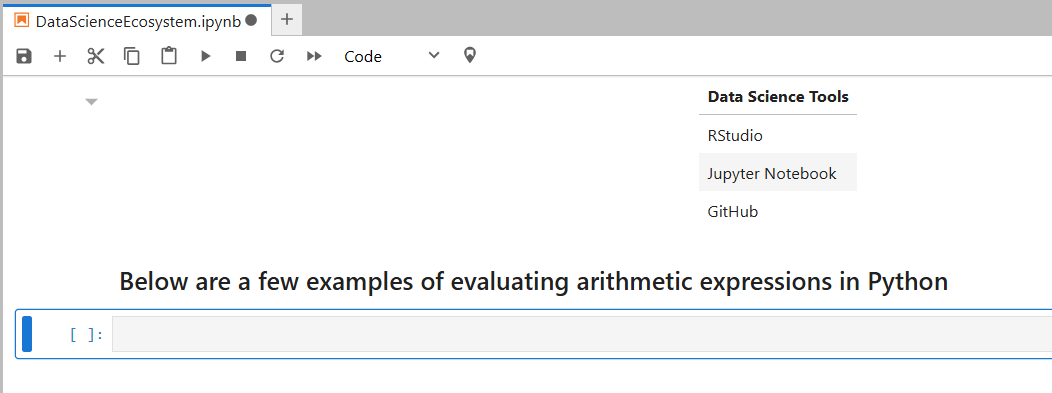 DataScienceEcosystem.ipynb
Code
Data Science Tools
RStudio
Jupyter Notebook
GitHub
Below are a few examples of evaluating arithmetic expressions in Python
[ ]: